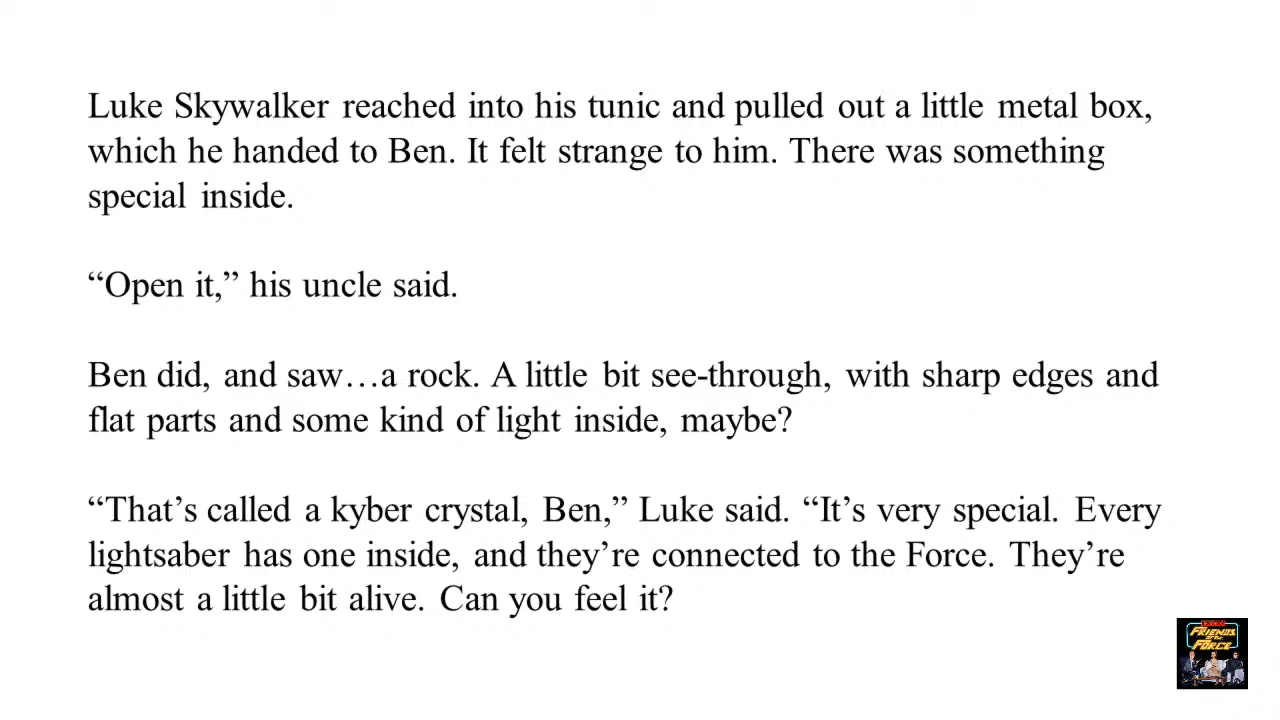 Luke Skywalker reached into his tunic and pulled out a little metal box,
which he handed to Ben. It felt strange to him. There was something
special inside.
“Open it,” his uncle said.
Ben did, and saw…a rock. A little bit see-through, with sharp edges and
flat parts and some kind of light inside, maybe?
“That’s called a kyber crystal, Ben,” Luke said. “It’s very special. Every
lightsaber has one inside, and they’re connected to the Force. They’re
almost a little bit alive. Can you feel it?
FRIENDS
of the
FORCE